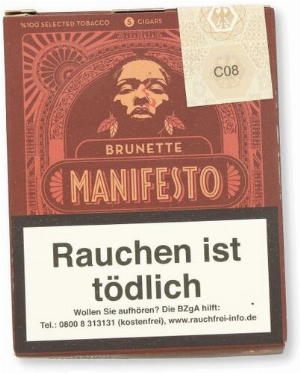 %100 SELECTED TOBACCO 5 CIGARS
C08
BRUNETTE
MANIFESTO
Rauchen ist
tödlich
Wollen Sie aufhören? Die BZgA hilft:
Tel.: 0800 8 313131 (kostenfrei), www.rauchfrei-info.de